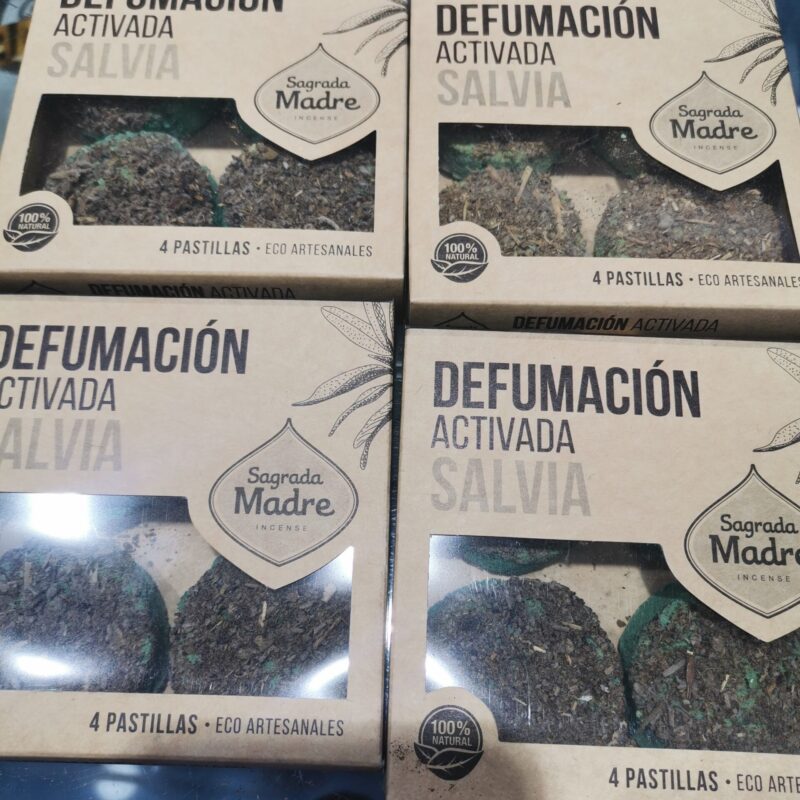 DEFUMACIÓN
ACTIVADA
SALVIA
Sagrada
Madre
INCENSE
100%
NATURAL
4 PASTILLAS • ECO ARTESANALES
DEFUMACIÓN ACTIVADA
DEFUMACIÓN
ACTIVADA
SALVIA
Sagrada
Madre
INCENSE
100%
NATURAL
4 PASTILLAS • ECO ARTESANALES
DEFUMACIÓN ACTIVADA
DEFUMACIÓN
CTIVADA
ALVIA
Sagrada
Madre
INCENSE
4 PASTILLAS • ECO ARTESANALES
DEFUMACIÓN
ACTIVADA
SALVIA
Sagrada
Madre
INCENSE
100%
NATURAL
4 PASTILLAS • ECO ARTESANALES